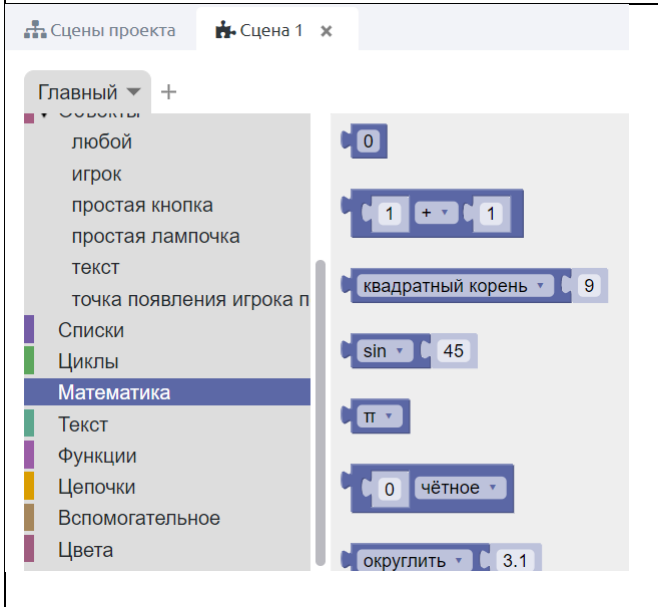 Сцены проекта Сцена 1 ×
Главный +
Объекты
любой
игрок
простая кнопка
простая лампочка
текст
точка появления игрока п
Списки
Циклы
Математика
Текст
Функции
Цепочки
Вспомогательное
Цвета
0
1 + 1
квадратный корень 9
sin 45
π
0 чётное
округлить 3.1